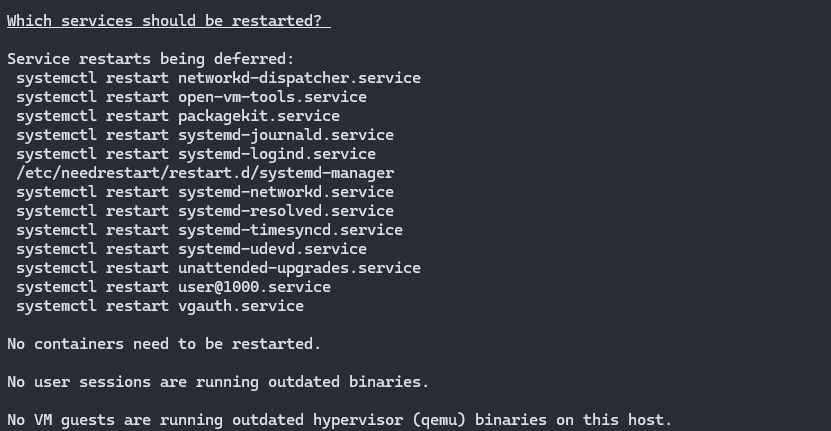 Which services should be restarted?
Service restarts being deferred:
systemctl restart networkd-dispatcher.service
systemctl restart open-vm-tools.service
systemctl restart packagekit.service
systemctl restart systemd-journald.service
systemctl restart systemd-logind.service
/etc/needrestart/restart.d/systemd-manager
systemctl restart systemd-networkd.service
systemctl restart systemd-resolved.service
systemctl restart systemd-timesyncd.service
systemctl restart systemd-udevd.service
systemctl restart unattended-upgrades.service
systemctl restart user@1000.service
systemctl restart vgauth.service
No containers need to be restarted.
No user sessions are running outdated binaries.
No VM guests are running outdated hypervisor (qemu) binaries on this host.